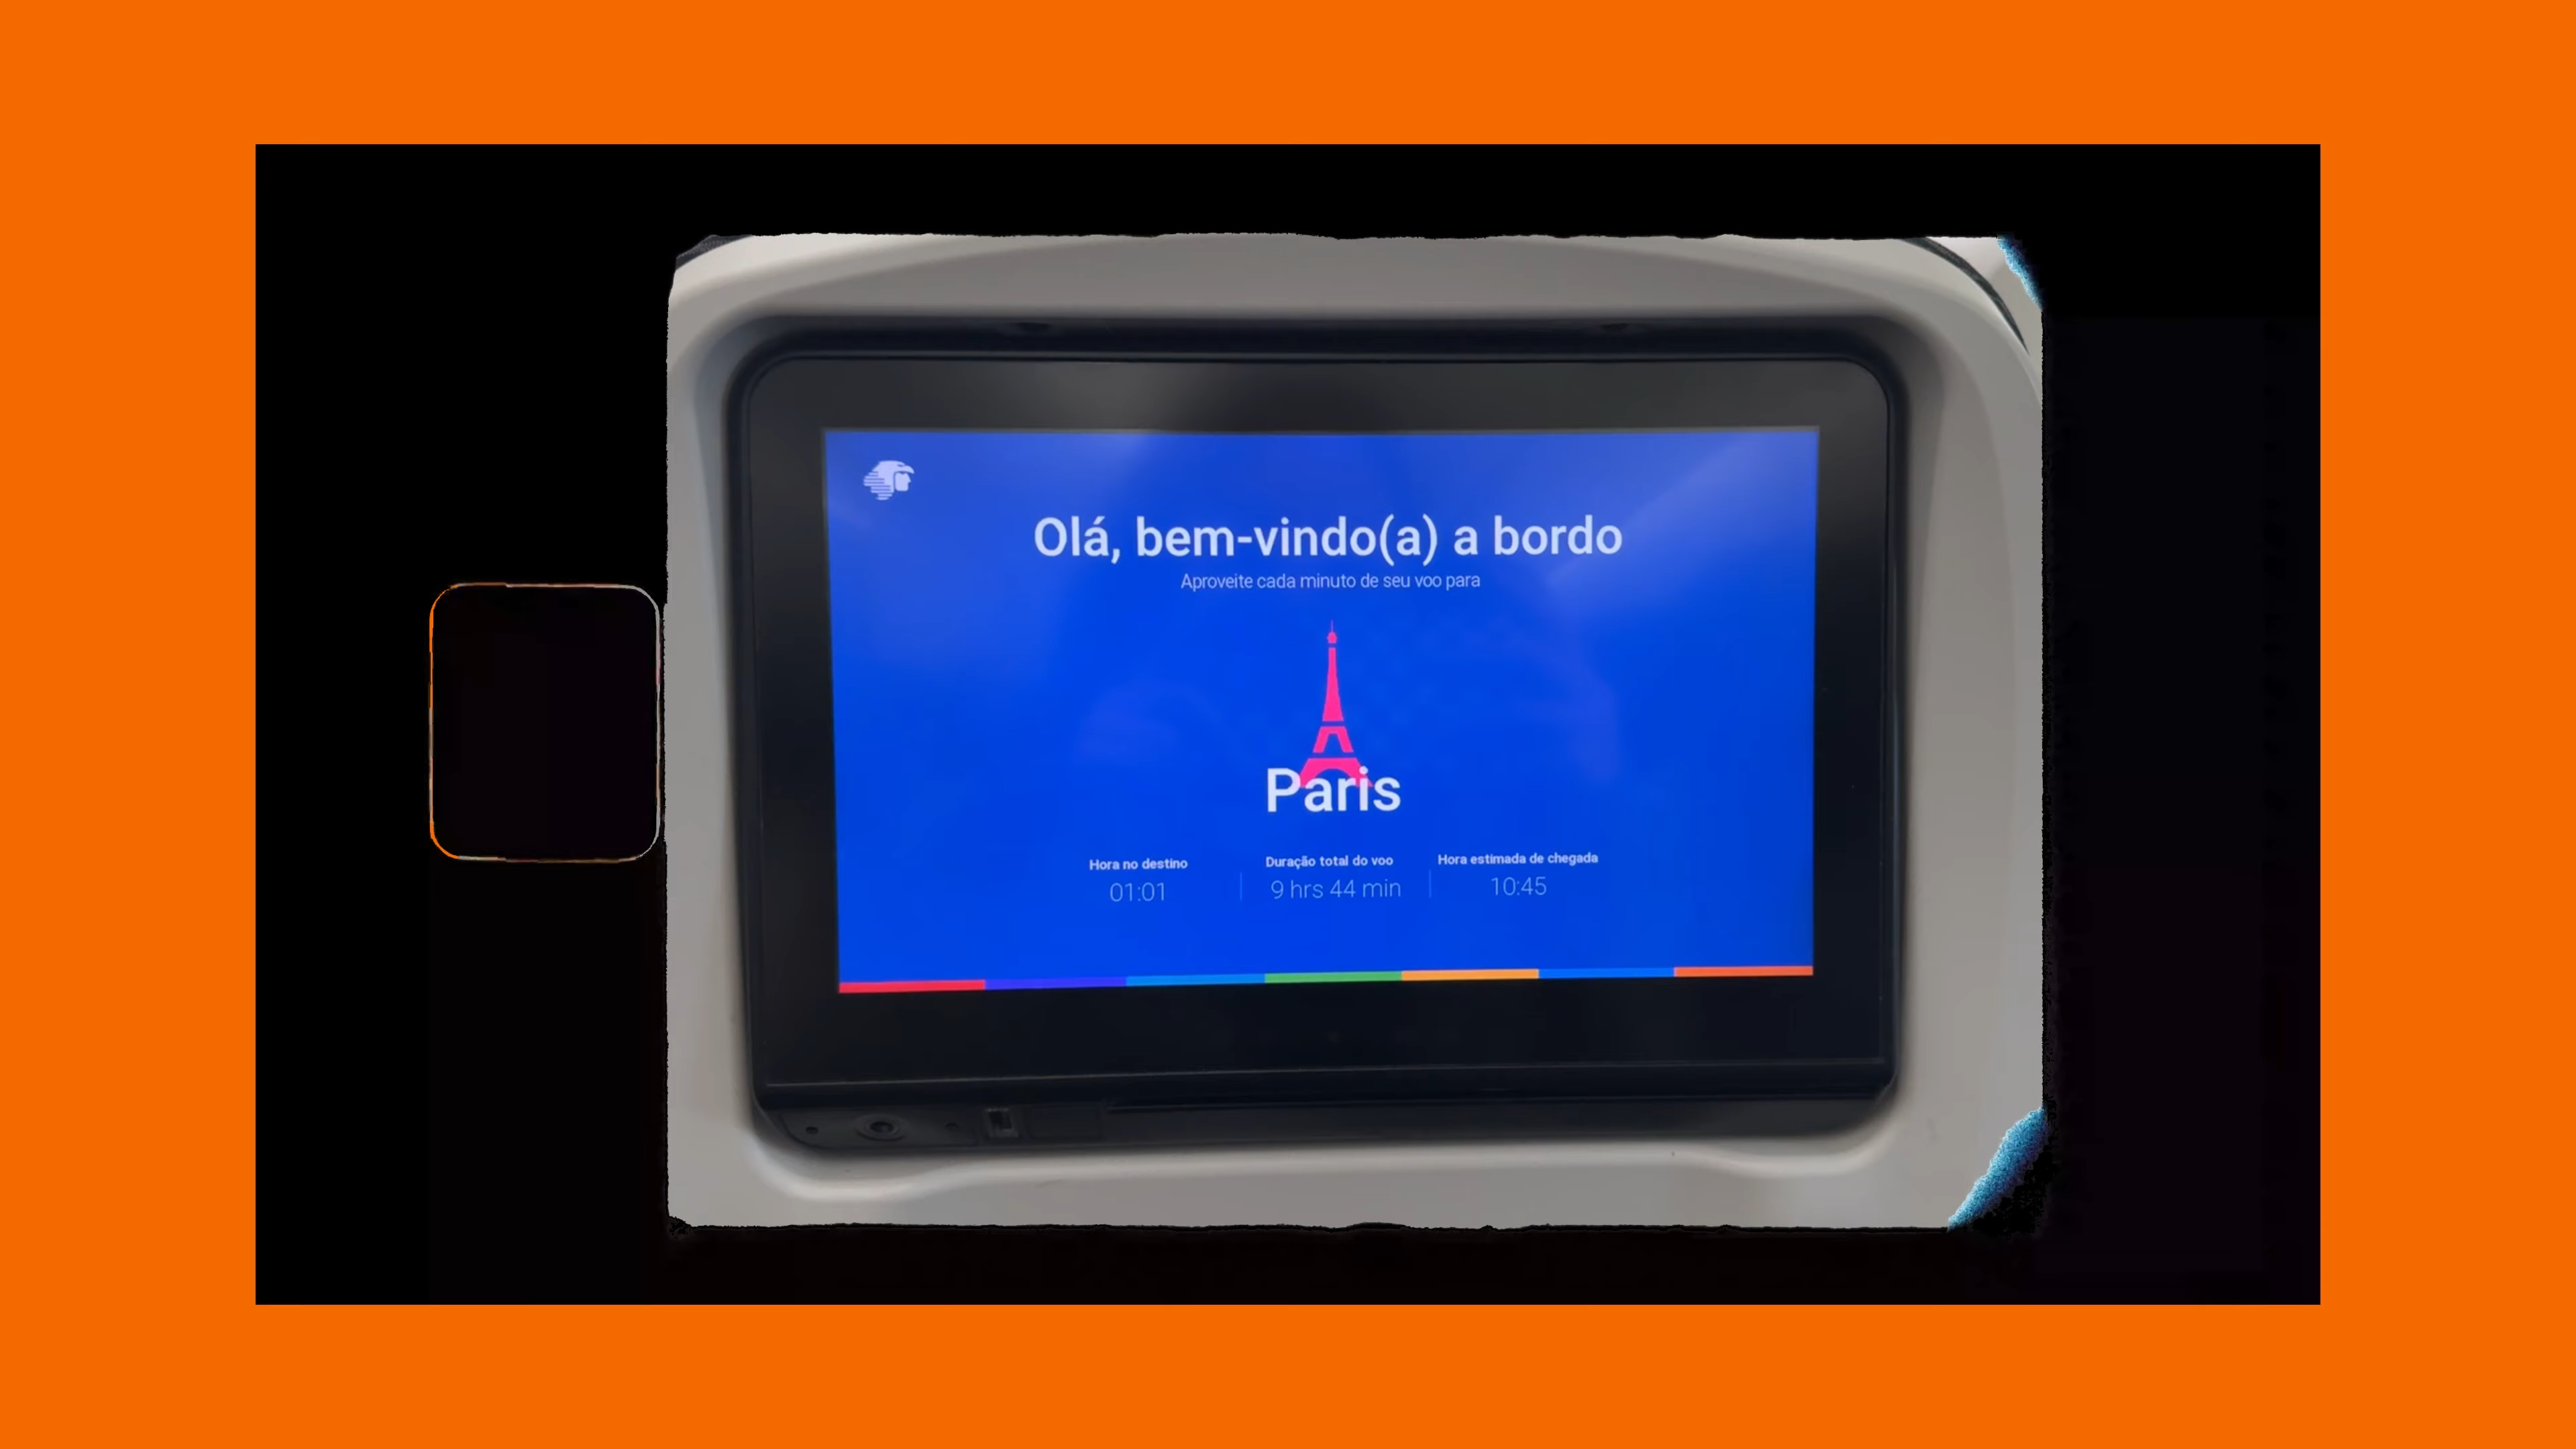 Olá, bem-vindo(a) a bordo
Aproveite cada minuto de seu voo para
Paris
Hora no destino
01:01
Duração total do voo
9 hrs 44 min
Hora estimada de chegada
10:45